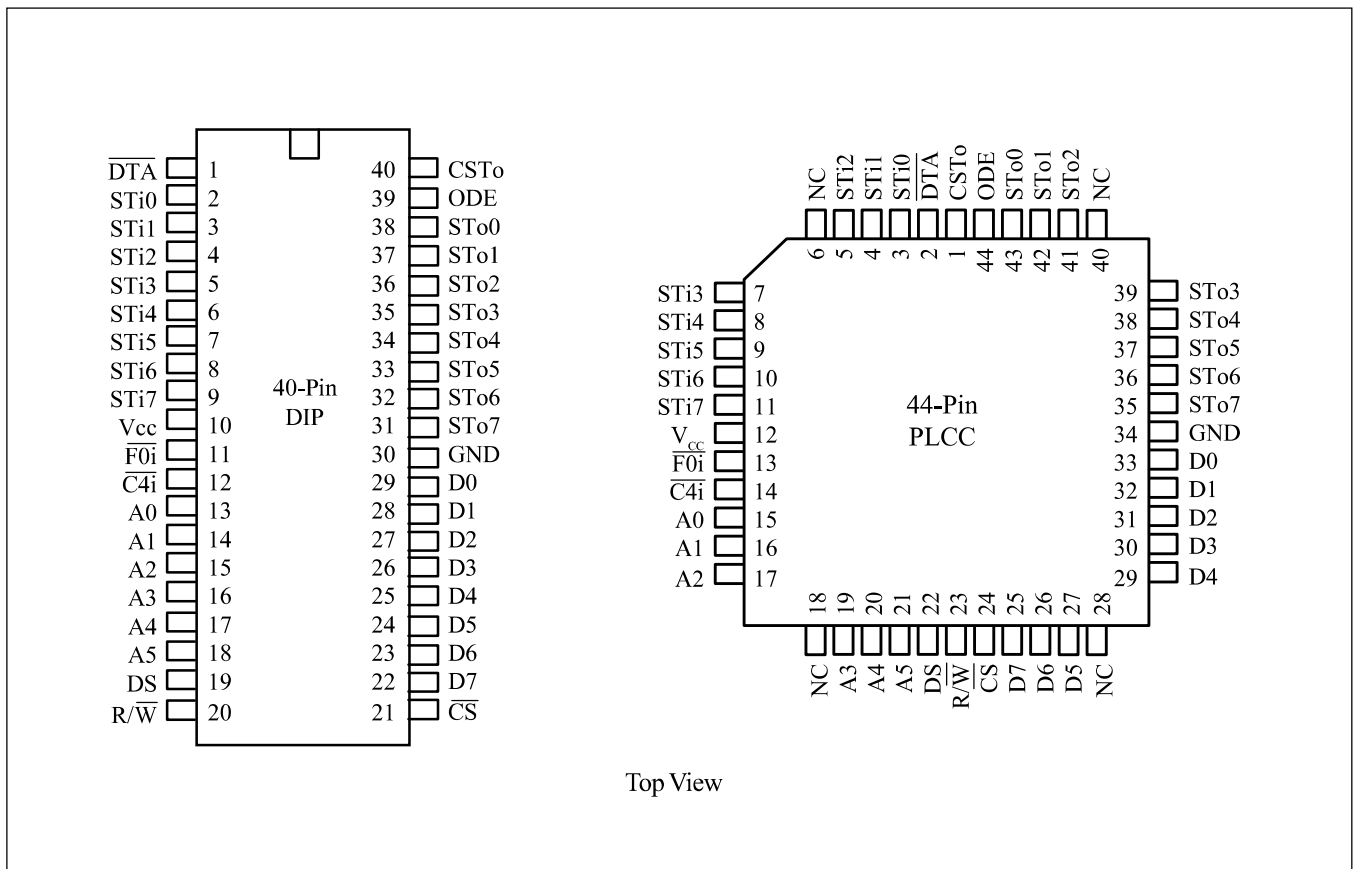 D̅T̅A̅ 1 40 CSTo
STi0 2 39 ODE
STi1 3 38 STo0
STi2 4 37 STo1
STi3 5 36 STo2
STi4 6 35 STo3
STi5 7 34 STo4
STi6 8 33 STo5
STi7 9 32 STo6
Vcc 10 31 STo7
F̅0̅i̅ 11 30 GND
C̅4̅i̅ 12 29 D0
A0 13 28 D1
A1 14 27 D2
A2 15 26 D3
A3 16 25 D4
A4 17 24 D5
A5 18 23 D6
DS 19 22 D7
R/W̅ 20 21 C̅S̅
40-Pin
DIP
NC STi2 STi1 STi0 D̅T̅A̅ CSTo ODE STo0 STo1 STo2 NC
6 5 4 3 2 1 44 43 42 41 40
STi3 7 39 STo3
STi4 8 38 STo4
STi5 9 37 STo5
STi6 10 36 STo6
STi7 11 35 STo7
VCC 12 34 GND
F̅0̅i̅ 13 33 D0
C̅4̅i̅ 14 32 D1
A0 15 31 D2
A1 16 30 D3
A2 17 29 D4
44-Pin
PLCC
18 19 20 21 22 23 24 25 26 27 28
NC A3 A4 A5 DS R/W̅ C̅S̅ D7 D6 D5 NC
Top View